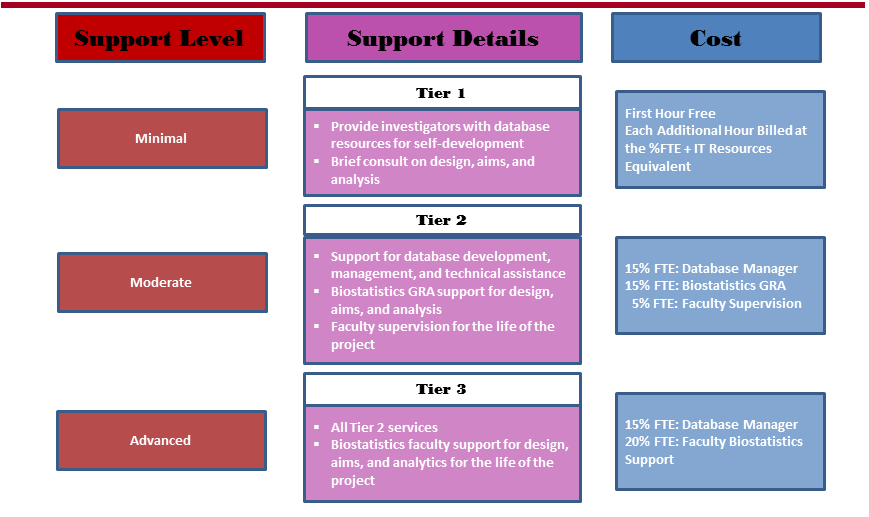 Support Level
Support Details
Cost
Minimal
Tier 1
▪ Provide investigators with database
resources for self-development
▪ Brief consult on design, aims, and
analysis
First Hour Free
Each Additional Hour Billed at
the %FTE + IT Resources
Equivalent
Moderate
Tier 2
▪ Support for database development,
management, and technical assistance
▪ Biostatistics GRA support for design,
aims, and analysis
▪ Faculty supervision for the life of the
project
15% FTE: Database Manager
15% FTE: Biostatistics GRA
5% FTE: Faculty Supervision
Advanced
Tier 3
▪ All Tier 2 services
▪ Biostatistics faculty support for design,
aims, and analytics for the life of the
project
15% FTE: Database Manager
20% FTE: Faculty Biostatistics
Support